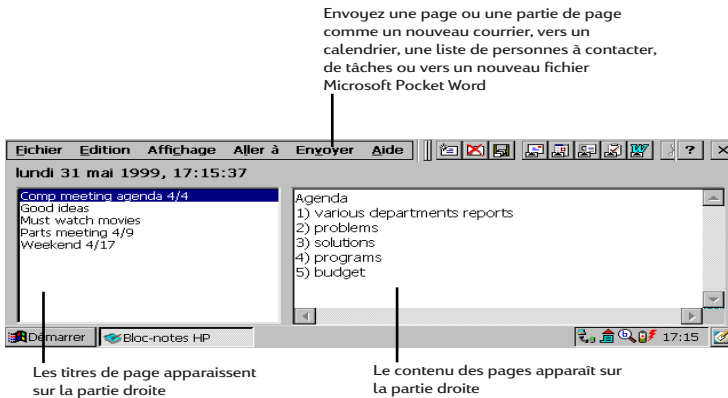 Envoyez une page ou une partie de page
comme un nouveau courrier, vers un
calendrier, une liste de personnes à contacter,
de tâches ou vers un nouveau fichier
Microsoft Pocket Word
Fichier Edition Affichage Aller à Envoyer Aide ? ×
lundi 31 mai 1999, 17:15:37
Comp meeting agenda 4/4
Good ideas
Must watch movies
Parts meeting 4/9
Weekend 4/17
Agenda
1) various departments reports
2) problems
3) solutions
4) programs
5) budget
Démarrer Bloc-notes HP 17:15
Les titres de page apparaissent
sur la partie droite
Le contenu des pages apparaît sur
la partie droite